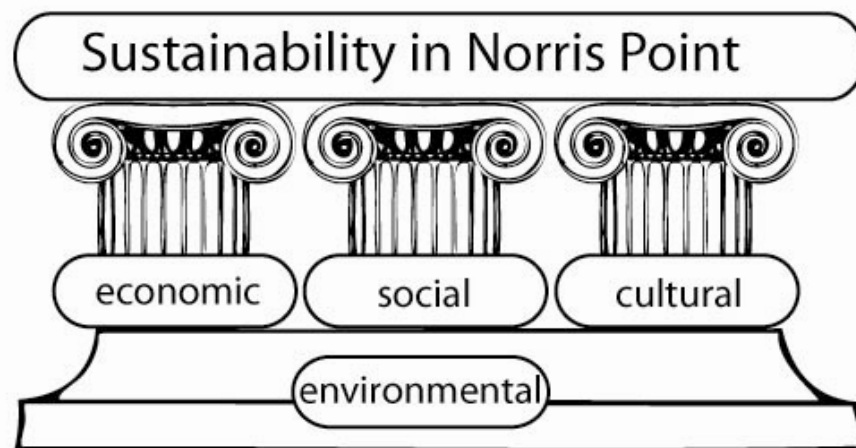 Sustainability in Norris Point
economic
social
cultural
environmental